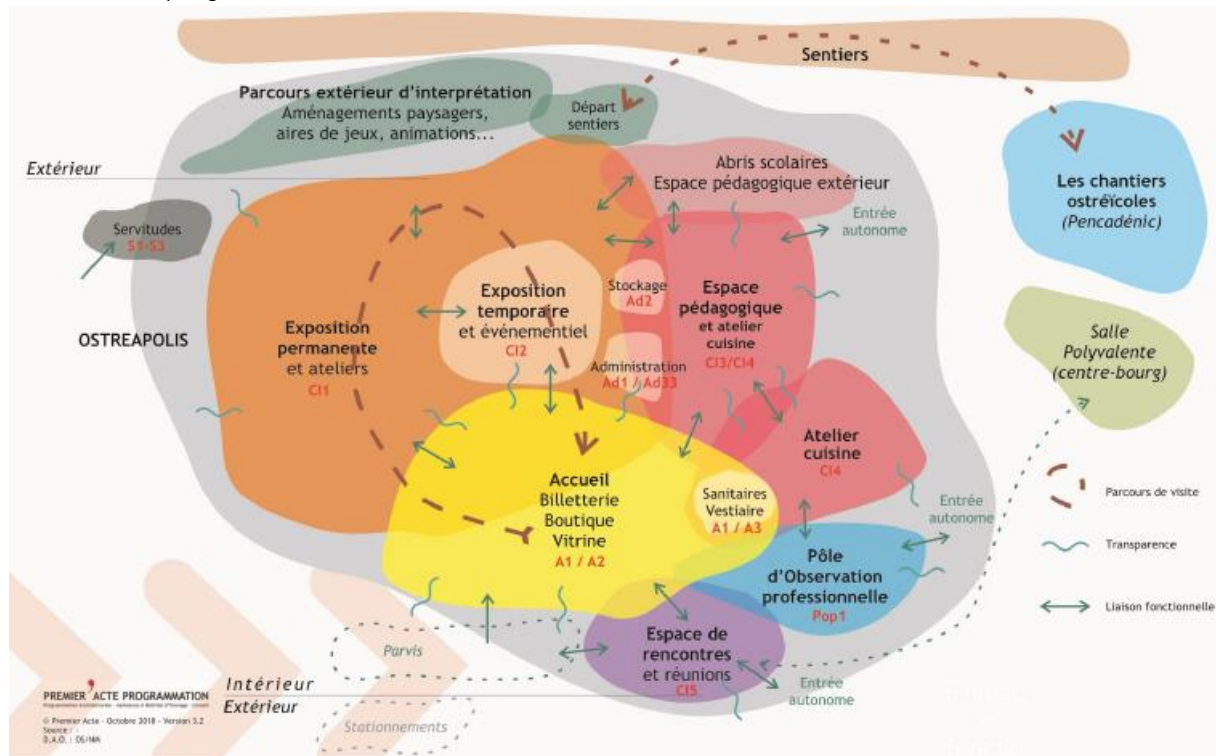 Sentiers
Parcours extérieur d'interprétation
Aménagements paysagers,
aires de jeux, animations...
Départ
sentiers
Extérieur
Abris scolaires
Espace pédagogique extérieur
Les chantiers
ostréïcoles
(Pencadénic)
Servitudes
S1-S3
Entrée
autonome
OSTREAPOLIS
Exposition
permanente
et ateliers
CI1
Exposition
temporaire
et événementiel
CI2
Stockage
Ad2
Administration
Ad1 / Ad33
Espace
pédagogique
et atelier
cuisine
CI3/CI4
Salle
Polyvalente
(centre-bourg)
Atelier
cuisine
CI4
Accueil
Billetterie
Boutique
Vitrine
A1 / A2
Sanitaires
Vestiaire
A1 / A3
Entrée
autonome
Parcours de visite
Transparence
Liaison fonctionnelle
Pôle
d'Observation
professionnelle
Pop1
Parvis
Espace de
rencontres
et réunions
CI5
Entrée
autonome
Intérieur
Extérieur
Stationnements
PREMIER ACTE PROGRAMMATION
© Premier Acte - Octobre 2018 - Version 3.2
Source : -
D.A.O. : OS/NM